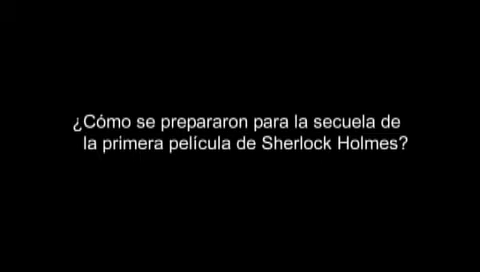 ¿Cómo se prepararon para la secuela de
la primera película de Sherlock Holmes?